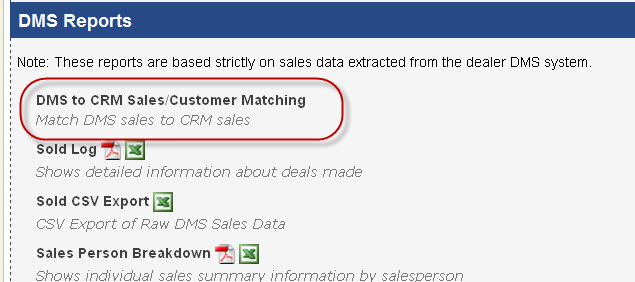 DMS Reports
Note: These reports are based strictly on sales data extracted from the dealer DMS system.
DMS to CRM Sales/Customer Matching
Match DMS sales to CRM sales
Sold Log
Shows detailed information about deals made
Sold CSV Export
CSV Export of Raw DMS Sales Data
Sales Person Breakdown
Shows individual sales summary information by salesperson